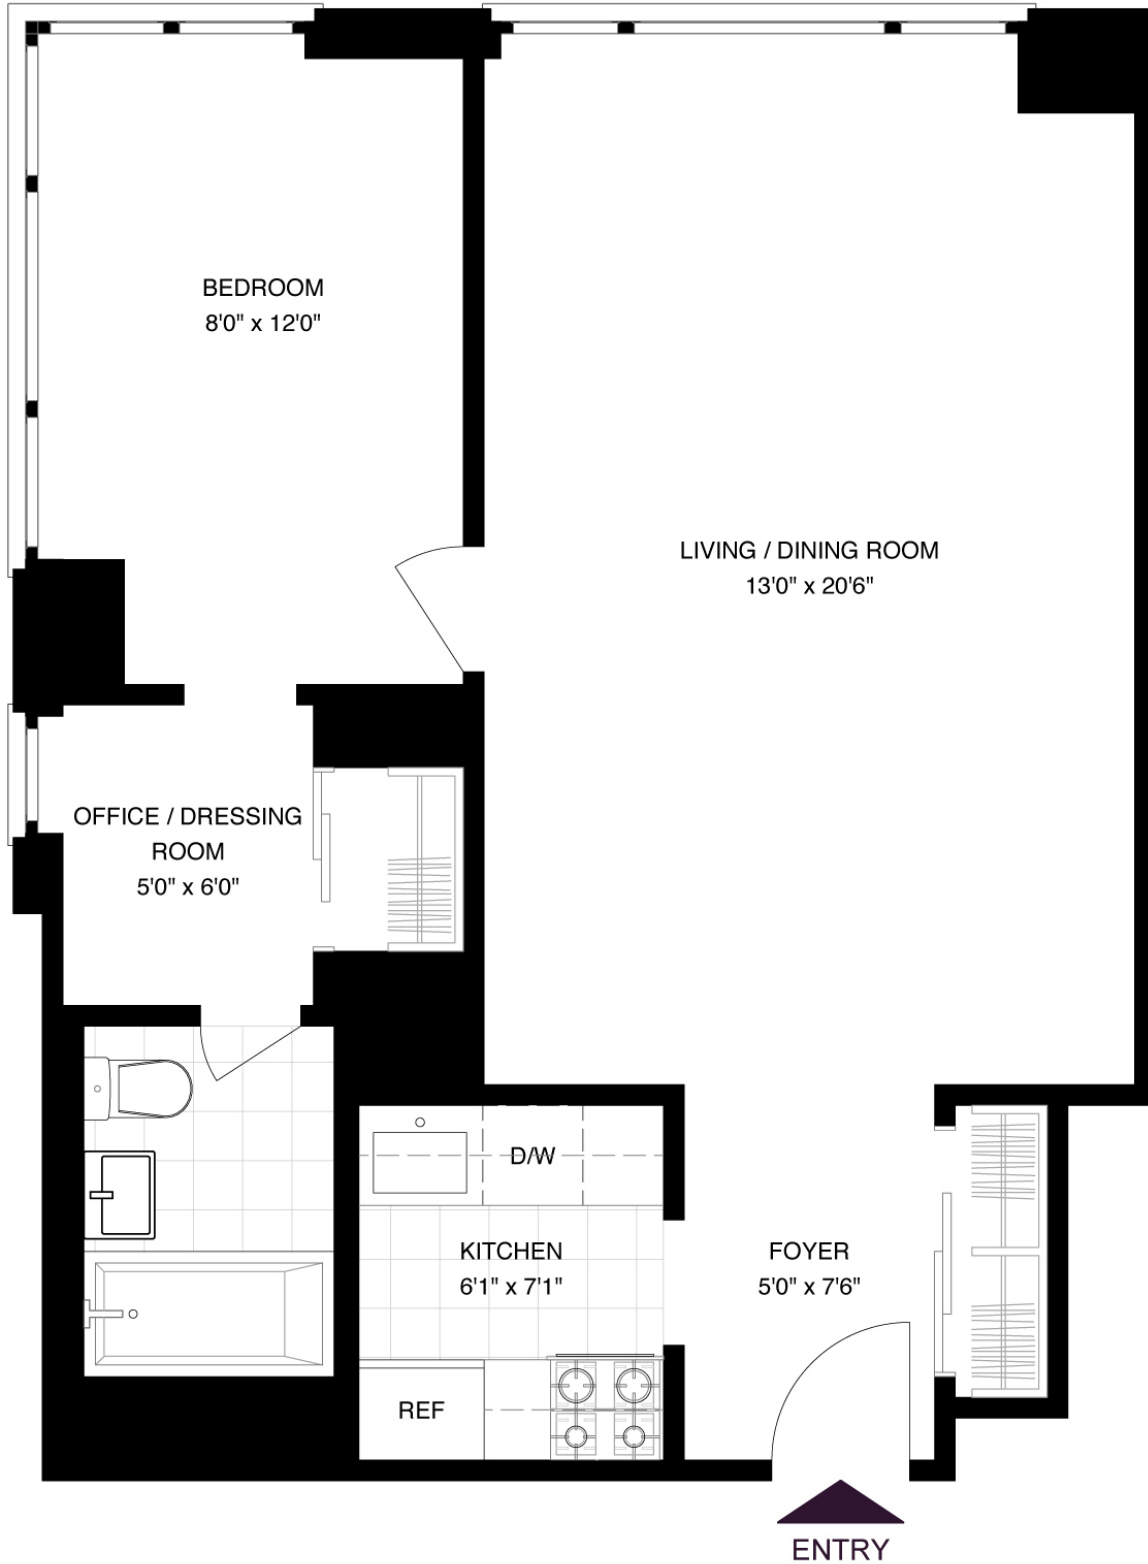 BEDROOM
8'0" x 12'0"
LIVING / DINING ROOM
13'0" x 20'6"
OFFICE / DRESSING
ROOM
5'0" x 6'0"
D/W
KITCHEN
6'1" x 7'1"
FOYER
5'0" x 7'6"
REF
ENTRY